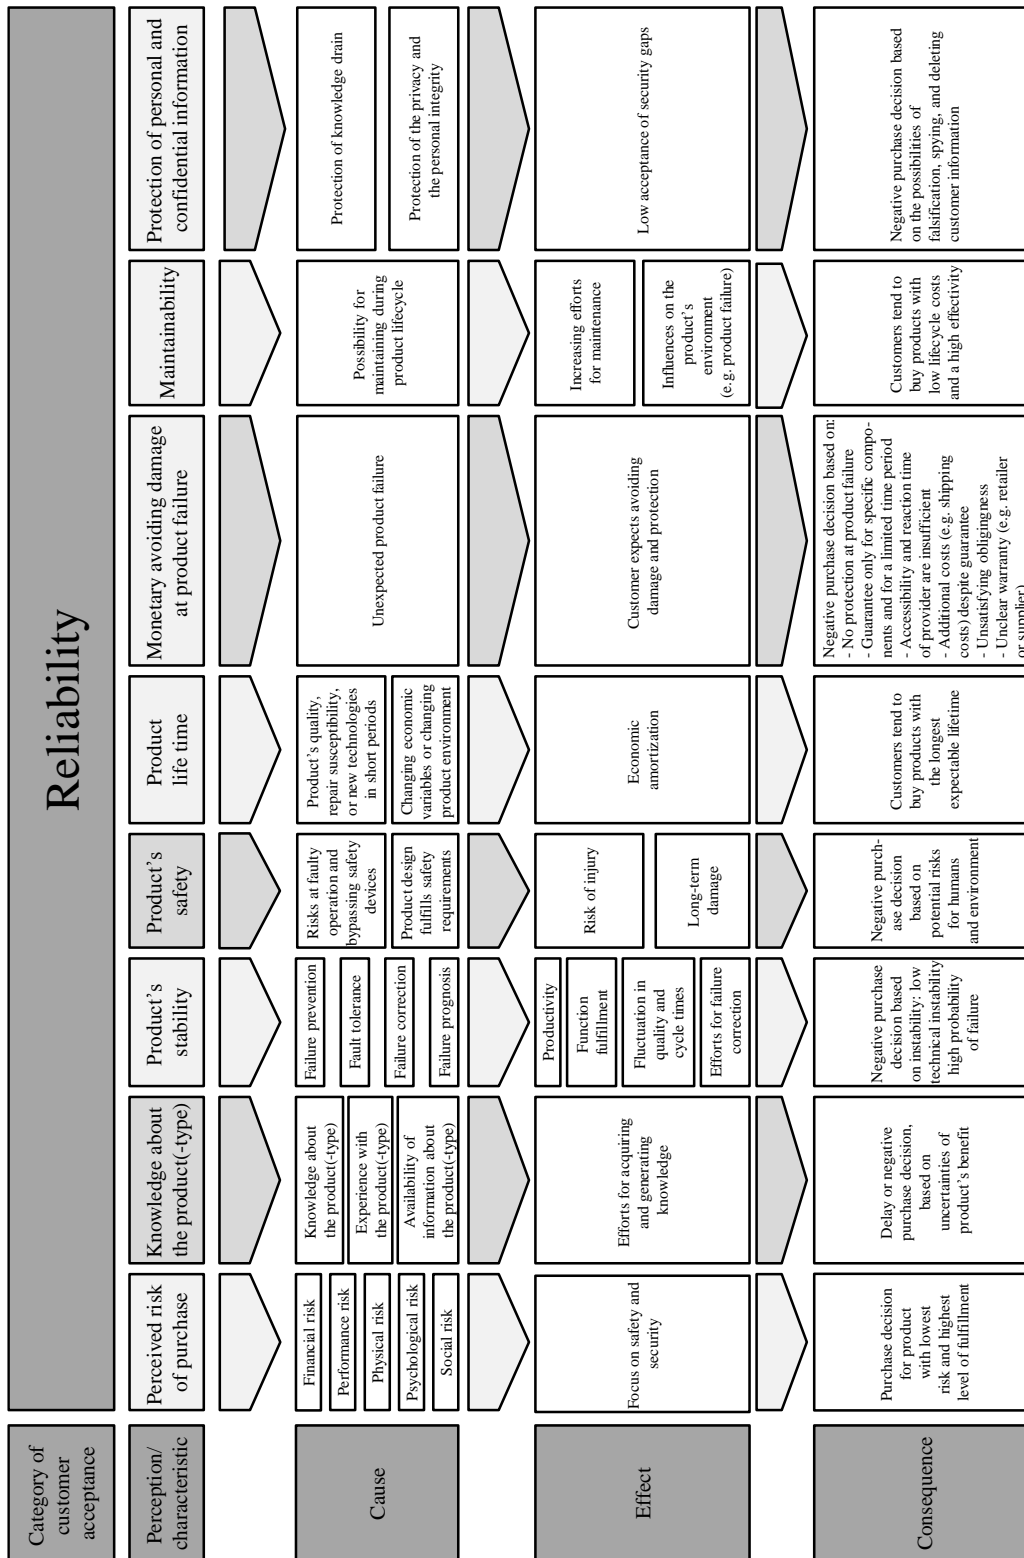 Category of
customer
acceptance
Reliability
Perception/
characteristic
Perceived risk
of purchase
Knowledge about
the product(-type)
Product's
stability
Product's
safety
Product
life time
Monetary avoiding damage
at product failure
Maintainability
Protection of personal and
confidential information
Cause
Financial risk
Performance risk
Physical risk
Psychological risk
Social risk
Knowledge about
the product(-type)
Experience with
the product(-type)
Availability of
information about
the product(-type)
Failure prevention
Fault tolerance
Failure correction
Failure prognosis
Risks at faulty
operation and
bypassing safety
devices
Product design
fulfills safety
requirements
Product's quality,
repair susceptibility,
or new technologies
in short periods
Changing economic
variables or changing
product environment
Unexpected product failure
Possibility for
maintaining during
product lifecycle
Protection of knowledge drain
Protection of the privacy and
the personal integrity
Effect
Focus on safety and
security
Efforts for acquiring
and generating
knowledge
Productivity
Function
fulfillment
Fluctuation in
quality and
cycle times
Efforts for failure
correction
Risk of injury
Long-term
damage
Economic
amortization
Customer expects avoiding
damage and protection
Increasing efforts
for maintenance
Influences on the
product's
environment
(e.g. product failure)
Low acceptance of security gaps
Consequence
Purchase decision
for product
with lowest
risk and highest
level of fulfillment
Delay or negative
purchase decision,
based on
uncertainties of
product's benefit
Negative purchase
decision based
on instability: low
technical instability
high probability
of failure
Negative purch-
ase decision
based on
potential risks
for humans
and environment
Customers tend to
buy products with
the longest
expectable lifetime
Negative purchase decision based on:
- No protection at product failure
- Guarantee only for specific compo-
nents and for a limited time period
- Accessibility and reaction time
of provider are insufficient
- Additional costs (e.g. shipping
costs) despite guarantee
- Unsatisfying obligingness
- Unclear warranty (e.g. retailer
or supplier)
Customers tend to
buy products with
low lifecycle costs
and a high effectivity
Negative purchase decision based
on the possibilities of
falsification, spying, and deleting
customer information